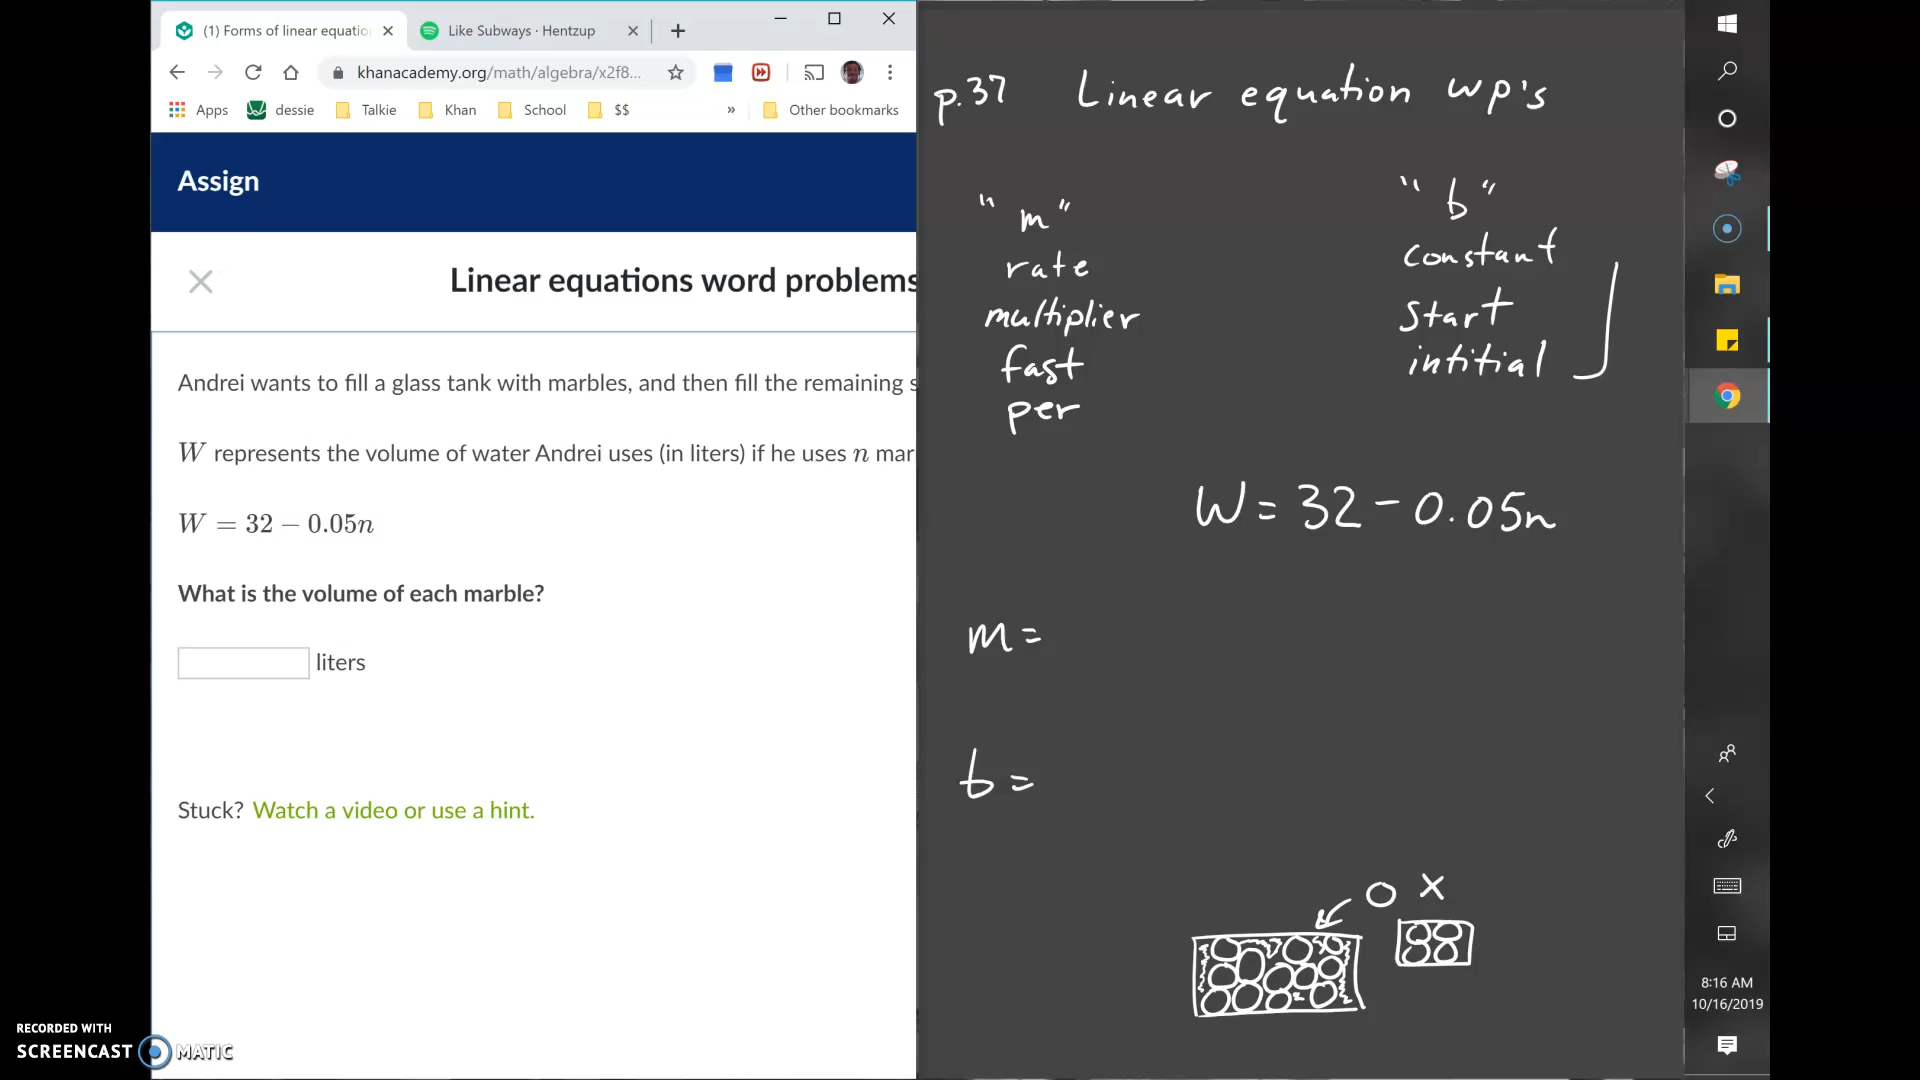 (1) Forms of linear equatio
Like Subways · Hentzup
khanacademy.org/math/algebra/x2f8...
Apps
dessie
Talkie
Khan
School
$$
»
Other bookmarks
Assign
Linear equations word problems
Andrei wants to fill a glass tank with marbles, and then fill the remaining s
W represents the volume of water Andrei uses (in liters) if he uses n mar
W = 32 – 0.05n
What is the volume of each marble?
liters
Stuck? Watch a video or use a hint.
p.37 Linear equation wp's
"m"
rate
multiplier
fast
per
"b"
constant
start
intitial
W = 32 - 0.05n
m =
b =
O X
8:16 AM
10/16/2019
RECORDED WITH
SCREENCAST MATIC